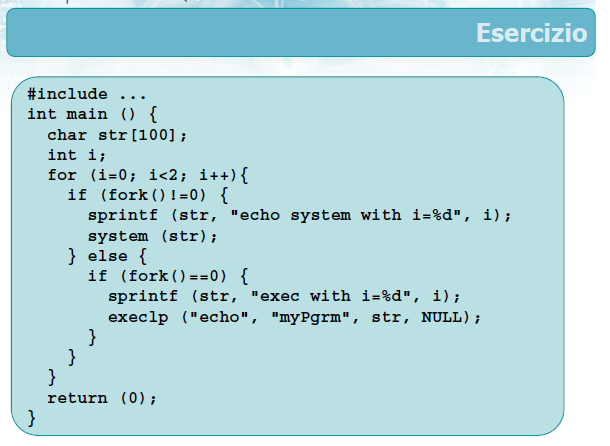 Esercizio
#include ...
int main () {
  char str[100];
  int i;
  for (i=0; i<2; i++){
    if (fork()!=0) {
      sprintf (str, "echo system with i=%d", i);
      system (str);
    } else {
      if (fork()==0) {
        sprintf (str, "exec with i=%d", i);
        execlp ("echo", "myPgrm", str, NULL);
      }
    }
  }
  return (0);
}